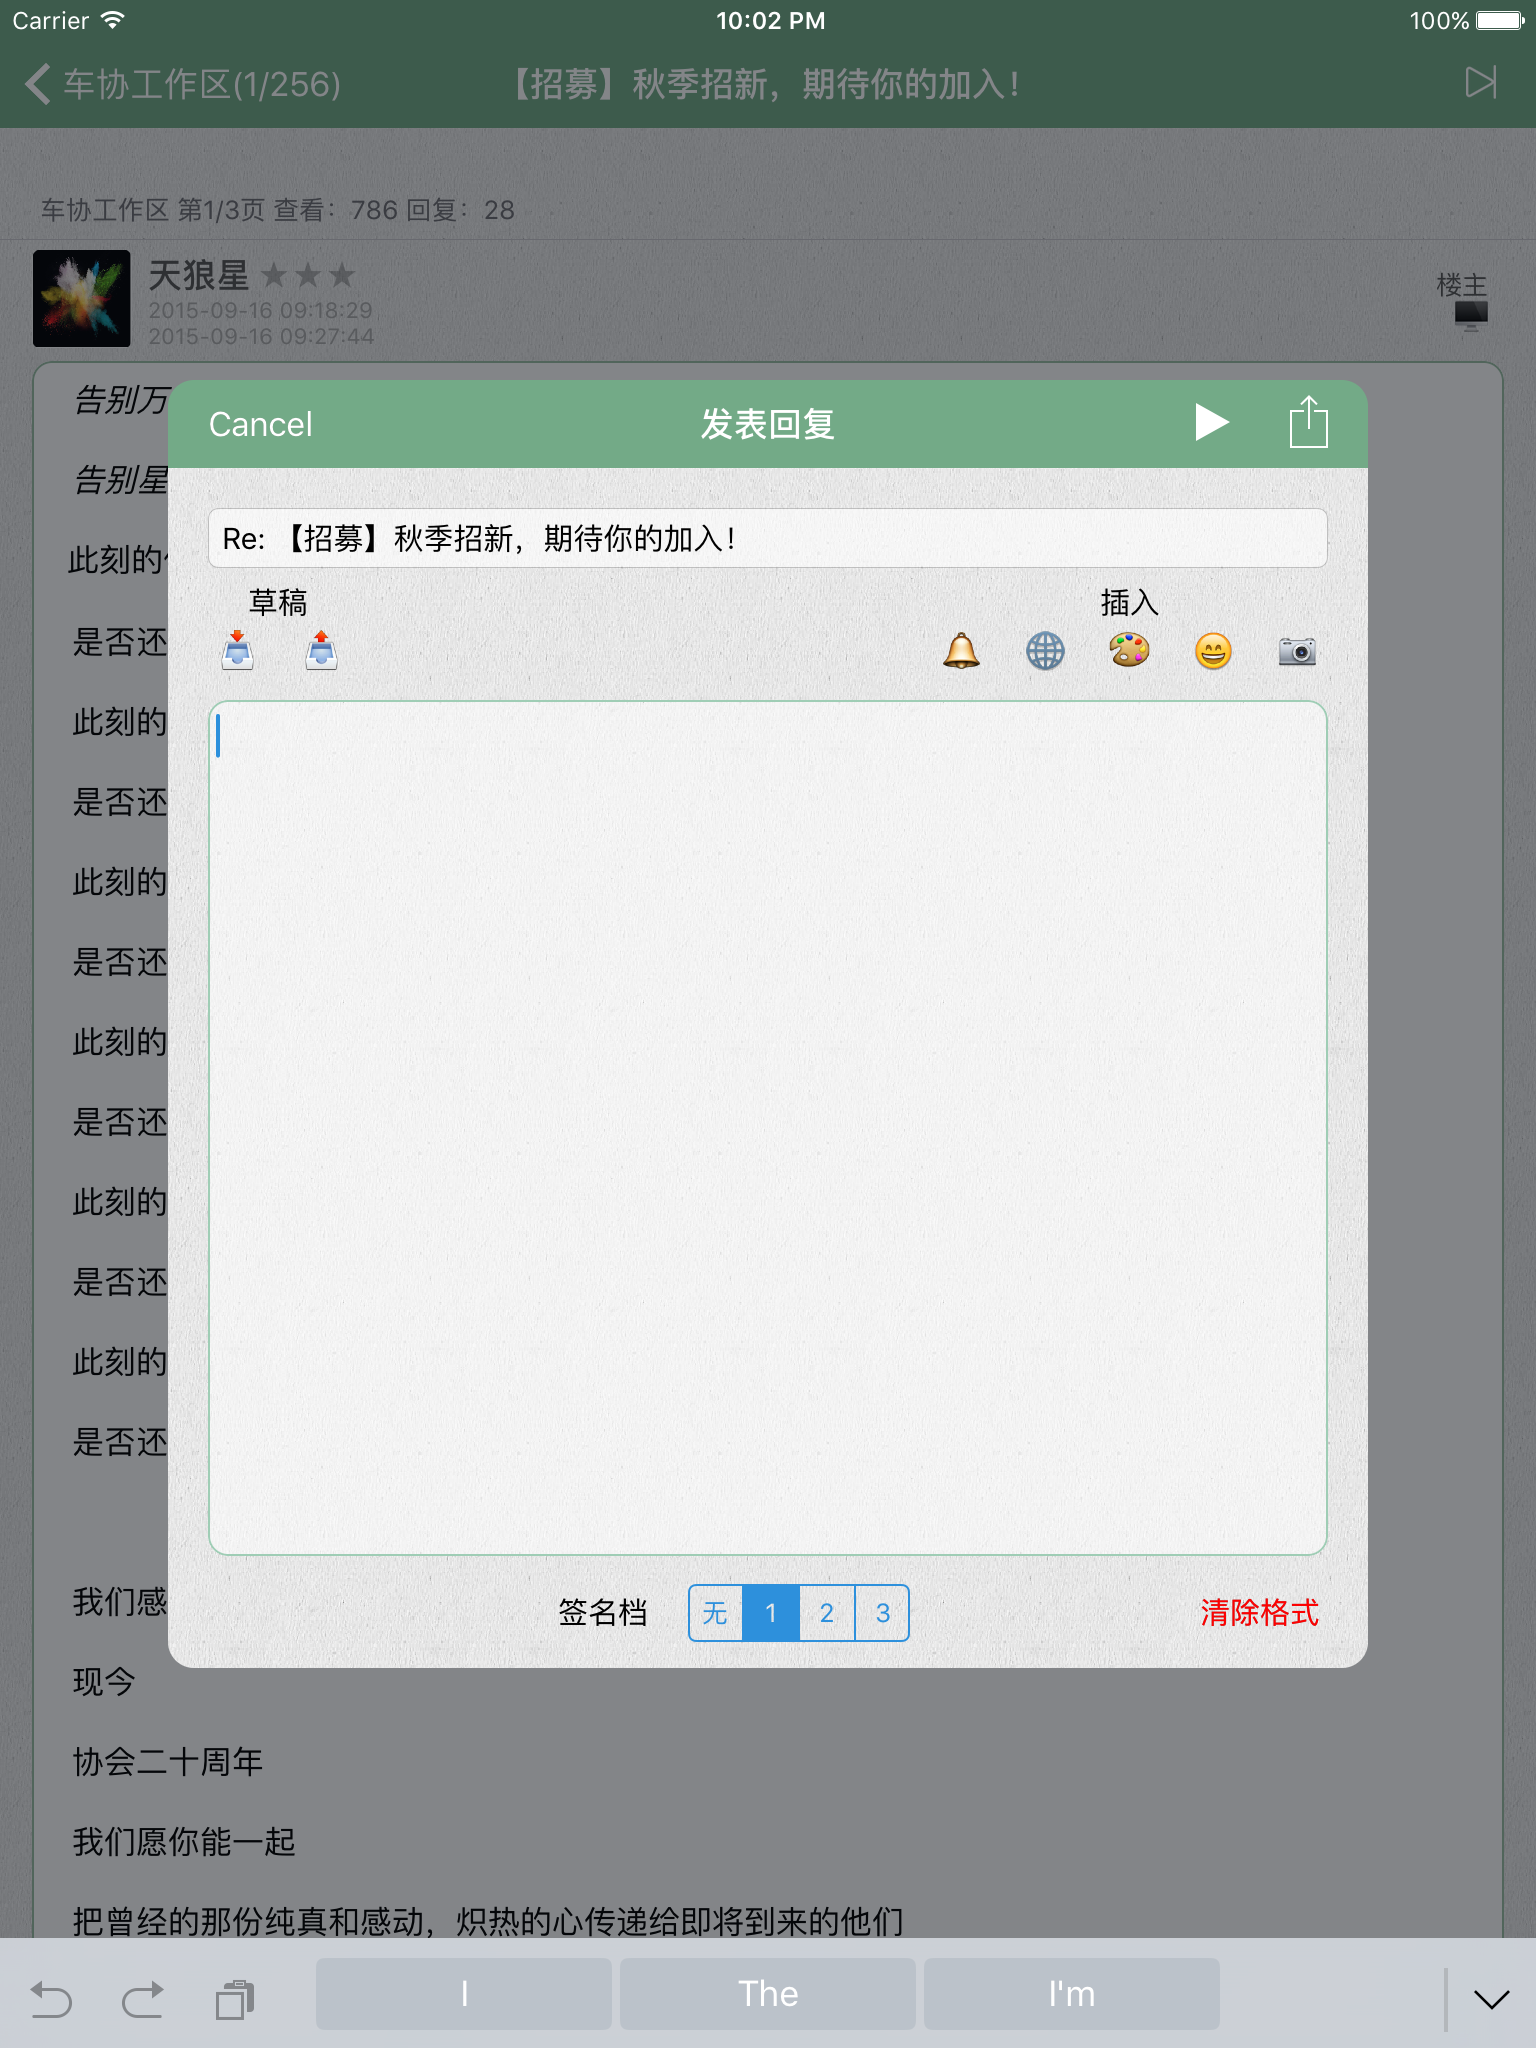 Carrier 10:02 PM 100%
车协工作区(1/256) 【招募】秋季招新，期待你的加入！
车协工作区 第1/3页 查看：786 回复：28
天狼星 ★★★
2015-09-16 09:18:29
2015-09-16 09:27:44
楼主
告别万
告别星
此刻的
是否还
此刻的
是否还
此刻的
是否还
此刻的
是否还
此刻的
是否还
此刻的
是否还
我们感
现今
协会二十周年
我们愿你能一起
把曾经的那份纯真和感动，炽热的心传递给即将到来的他们
Cancel 发表回复
Re: 【招募】秋季招新，期待你的加入！
草稿 插入
签名档 无 1 2 3 清除格式
I The I'm